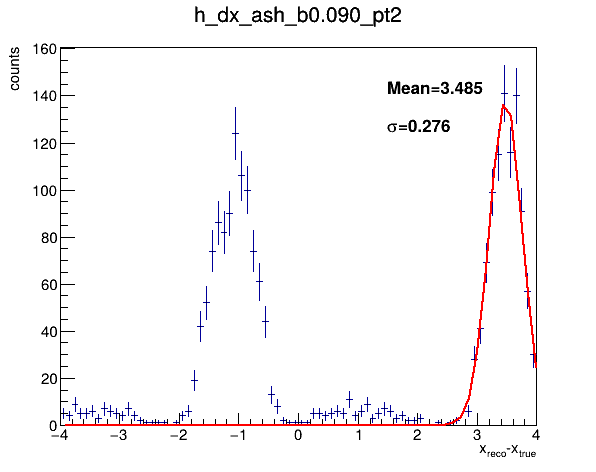 h_dx_ash_b0.090_pt2
counts
160
140
120
100
80
60
40
20
0
Mean=3.485
σ=0.276
−4 −3 −2 −1 0 1 2 3 4
x_reco-x_true